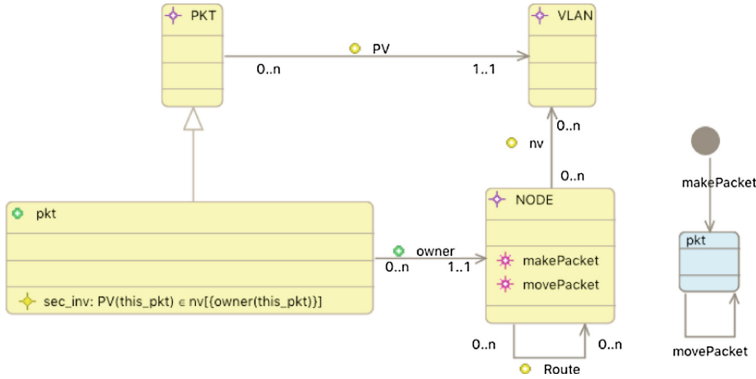 PKT
VLAN
PV
0..n
1..1
0..n
nv
0..n
makePacket
pkt
NODE
pkt
owner
0..n
1..1
makePacket
movePacket
sec_inv: PV(this_pkt) ∈ nv[{owner(this_pkt)}]
0..n
0..n
movePacket
Route